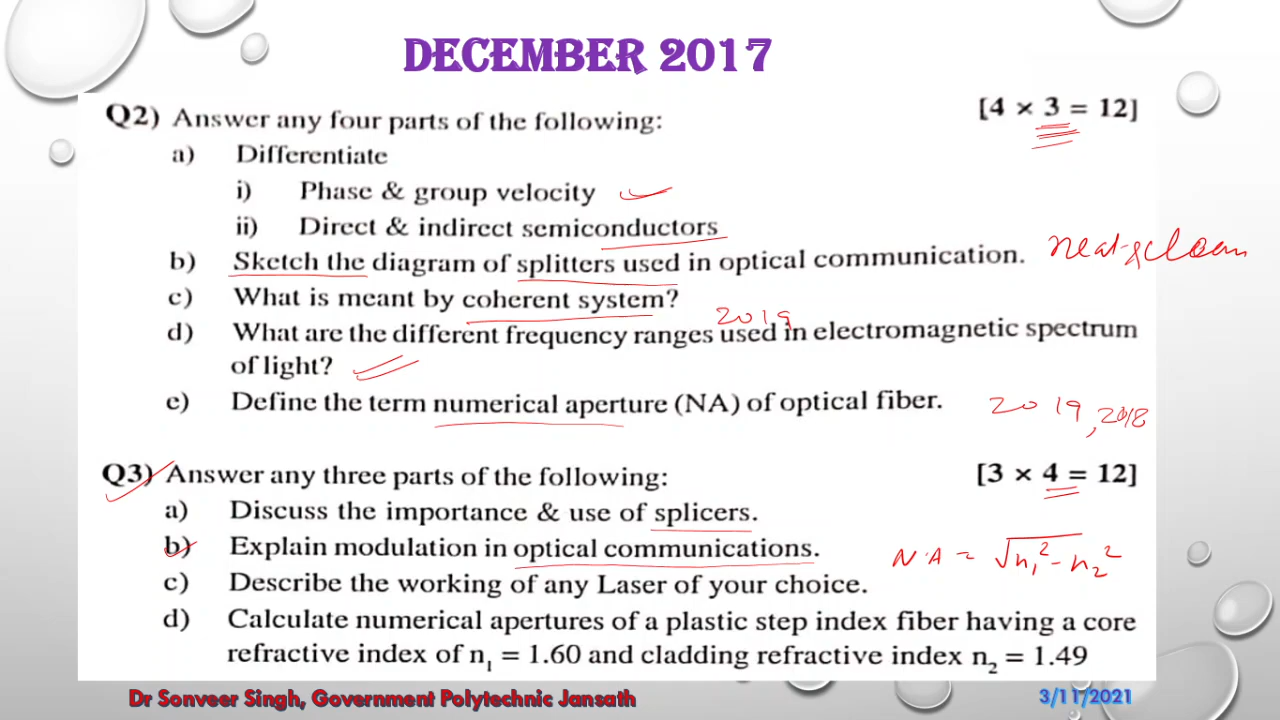 DECEMBER 2017
Q2) Answer any four parts of the following: [4 × 3 = 12]
a) Differentiate
i) Phase & group velocity
ii) Direct & indirect semiconductors
b) Sketch the diagram of splitters used in optical communication. neat & clean
c) What is meant by coherent system?
2019
d) What are the different frequency ranges used in electromagnetic spectrum
of light?
e) Define the term numerical aperture (NA) of optical fiber. 2019, 2018
Q3) Answer any three parts of the following: [3 × 4 = 12]
a) Discuss the importance & use of splicers.
b) Explain modulation in optical communications. N.A = √n₁² - n₂²
c) Describe the working of any Laser of your choice.
d) Calculate numerical apertures of a plastic step index fiber having a core
refractive index of n₁ = 1.60 and cladding refractive index n₂ = 1.49
Dr Sonveer Singh, Government Polytechnic Jansath 3/11/2021